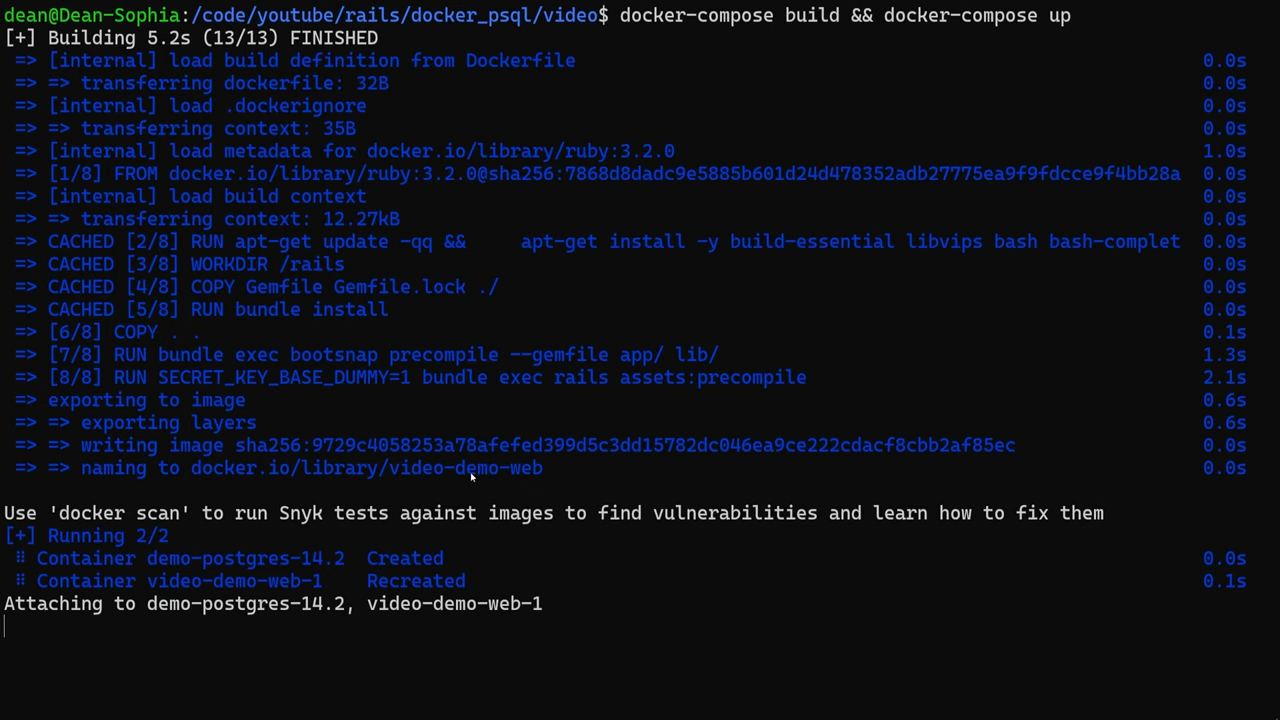 dean@Dean-Sophia:/code/youtube/rails/docker_psql/video$ docker-compose build && docker-compose up
[+] Building 5.2s (13/13) FINISHED
=> [internal] load build definition from Dockerfile 0.0s
=> => transferring dockerfile: 32B 0.0s
=> [internal] load .dockerignore 0.0s
=> => transferring context: 35B 0.0s
=> [internal] load metadata for docker.io/library/ruby:3.2.0 1.0s
=> [1/8] FROM docker.io/library/ruby:3.2.0@sha256:7868d8dadc9e5885b601d24d478352adb27775ea9f9fdcce9f4bb28a 0.0s
=> [internal] load build context 0.0s
=> => transferring context: 12.27kB 0.0s
=> CACHED [2/8] RUN apt-get update -qq &&     apt-get install -y build-essential libvips bash bash-complet 0.0s
=> CACHED [3/8] WORKDIR /rails 0.0s
=> CACHED [4/8] COPY Gemfile Gemfile.lock ./ 0.0s
=> CACHED [5/8] RUN bundle install 0.0s
=> [6/8] COPY . . 0.1s
=> [7/8] RUN bundle exec bootsnap precompile --gemfile app/ lib/ 1.3s
=> [8/8] RUN SECRET_KEY_BASE_DUMMY=1 bundle exec rails assets:precompile 2.1s
=> exporting to image 0.6s
=> => exporting layers 0.6s
=> => writing image sha256:9729c4058253a78afefed399d5c3dd15782dc046ea9ce222cdacf8cbb2af85ec 0.0s
=> => naming to docker.io/library/video-demo-web 0.0s
Use 'docker scan' to run Snyk tests against images to find vulnerabilities and learn how to fix them
[+] Running 2/2
⠿ Container demo-postgres-14.2  Created 0.0s
⠿ Container video-demo-web-1    Recreated 0.1s
Attaching to demo-postgres-14.2, video-demo-web-1